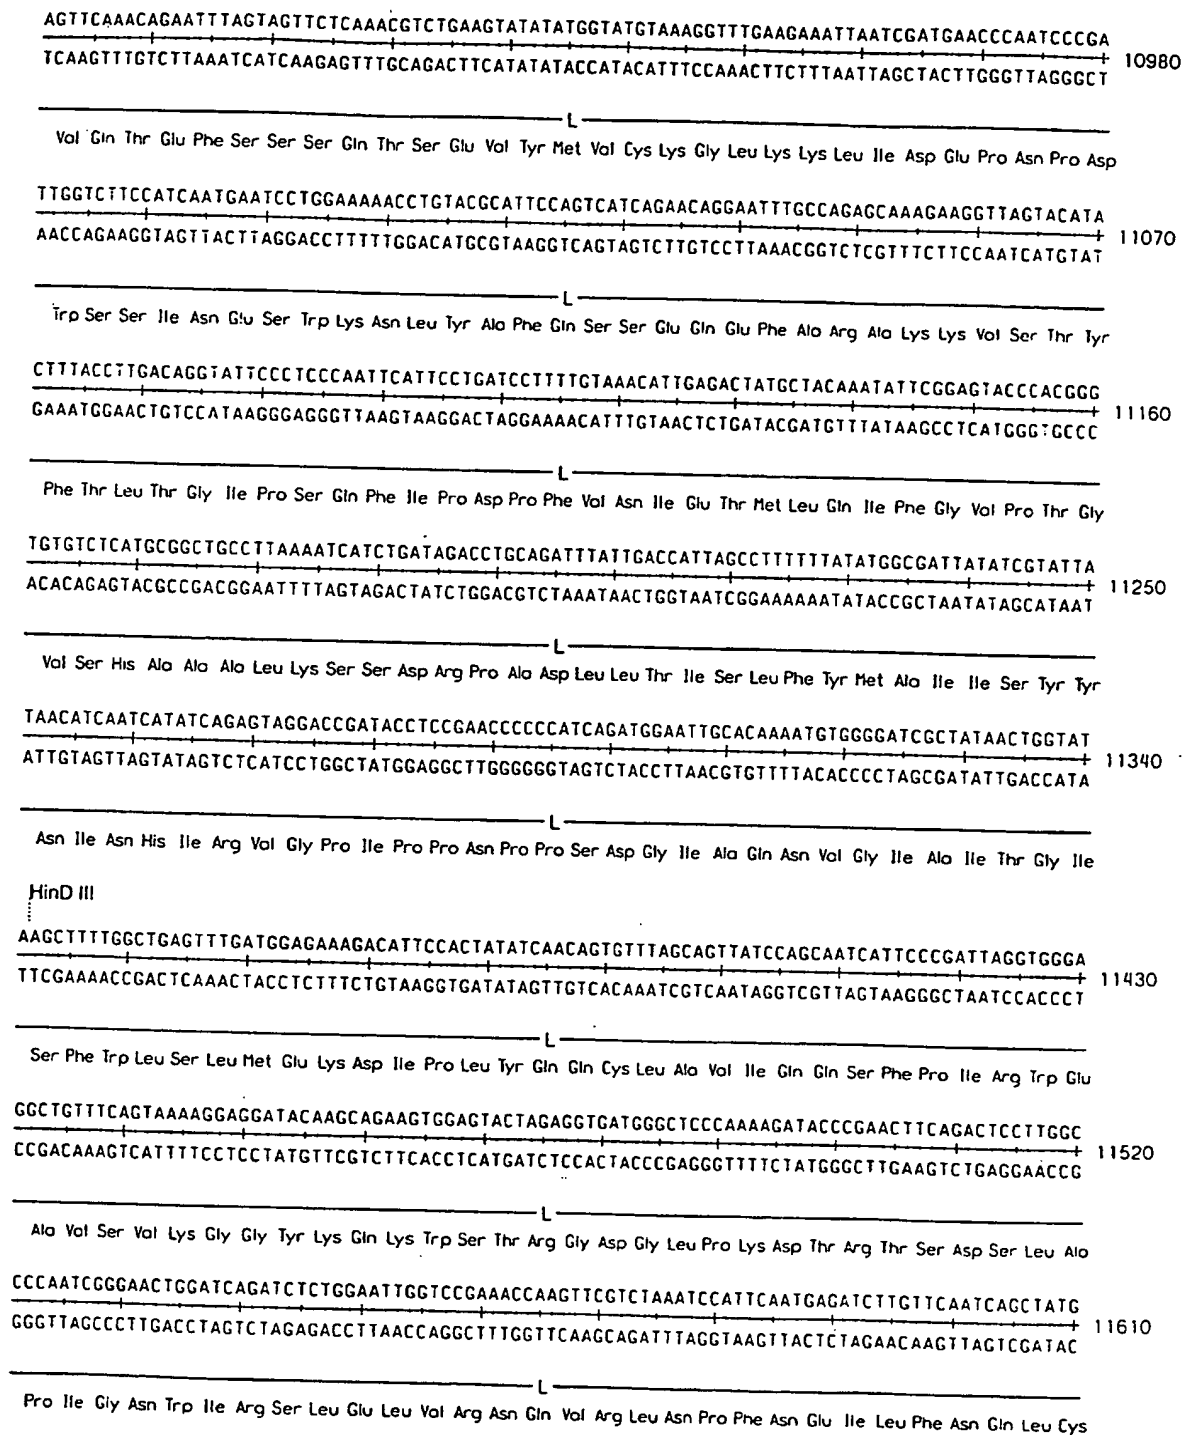 AGTTCAAACAGAATTTAGTAGTTCTCAAACGTCTGAAGTATATATGGTATGTAAAGGTTTGAAGAAATTAATCGATGAACCCAATCCCGA
10980
TCAAGTTTGTCTTAAATCATCAAGAGTTTGCAGACTTCATATATACCATACATTTCCAAACTTCTTTAATTAGCTACTTGGGTTAGGGCT
L
Val Gln Thr Glu Phe Ser Ser Ser Gln Thr Ser Glu Val Tyr Met Val Cys Lys Gly Leu Lys Lys Leu Ile Asp Glu Pro Asn Pro Asp
TTGGTCTTCCATCAATGAATCCTGGAAAAACCTGTACGCATTCCAGTCATCAGAACAGGAATTTGCCAGAGCAAAGAAGGTTAGTACATA
11070
AACCAGAAGGTAGTTACTTAGGACCTTTTTGGACATGCGTAAGGTCAGTAGTCTTGTCCTTAAACGGTCTCGTTTCTTCCAATCATGTAT
L
Trp Ser Ser Ile Asn Glu Ser Trp Lys Asn Leu Tyr Ala Phe Gln Ser Ser Glu Gln Glu Phe Ala Arg Ala Lys Lys Val Ser Thr Tyr
CTTTACCTTGACAGGTATTCCCTCCCAATTCATTCCTGATCCTTTTGTAAACATTGAGACTATGCTACAAATATTCGGAGTACCCACGGG
11160
GAAATGGAACTGTCCATAAGGGAGGGTTAAGTAAGGACTAGGAAAACATTTGTAACTCTGATACGATGTTTATAAGCCTCATGGGTGCCC
L
Phe Thr Leu Thr Gly Ile Pro Ser Gln Phe Ile Pro Asp Pro Phe Val Asn Ile Glu Thr Met Leu Gln Ile Phe Gly Val Pro Thr Gly
TGTGTCTCATGCGGCTGCCTTAAAATCATCTGATAGACCTGCAGATTTATTGACCATTAGCCTTTTTTATATGGCGATTATATCGTATTA
11250
ACACAGAGTACGCCGACGGAATTTTAGTAGACTATCTGGACGTCTAAATAACTGGTAATCGGAAAAAATATACCGCTAATATAGCATAAT
L
Val Ser His Ala Ala Ala Leu Lys Ser Ser Asp Arg Pro Ala Asp Leu Leu Thr Ile Ser Leu Phe Tyr Met Ala Ile Ile Ser Tyr Tyr
TAACATCAATCATATCAGAGTAGGACCGATACCTCCGAACCCCCCATCAGATGGAATTGCACAAAATGTGGGGATCGCTATAACTGGTAT
11340
ATTGTAGTTAGTATAGTCTCATCCTGGCTATGGAGGCTTGGGGGGTAGTCTACCTTAACGTGTTTTACACCCCTAGCGATATTGACCATA
L
Asn Ile Asn His Ile Arg Val Gly Pro Ile Pro Pro Asn Pro Pro Ser Asp Gly Ile Ala Gln Asn Val Gly Ile Ala Ile Thr Gly Ile
HinD III
AAGCTTTTGGCTGAGTTTGATGGAGAAAGACATTCCACTATATCAACAGTGTTTAGCAGTTATCCAGCAATCATTCCCGATTAGGTGGGA
11430
TTCGAAAACCGACTCAAACTACCTCTTTCTGTAAGGTGATATAGTTGTCACAAATCGTCAATAGGTCGTTAGTAAGGGCTAATCCACCCT
L
Ser Phe Trp Leu Ser Leu Met Glu Lys Asp Ile Pro Leu Tyr Gln Gln Cys Leu Ala Val Ile Gln Gln Ser Phe Pro Ile Arg Trp Glu
GGCTGTTTCAGTAAAAGGAGGATACAAGCAGAAGTGGAGTACTAGAGGTGATGGGCTCCCAAAAGATACCCGAACTTCAGACTCCTTGGC
11520
CCGACAAAGTCATTTTCCTCCTATGTTCGTCTTCACCTCATGATCTCCACTACCCGAGGGTTTTCTATGGGCTTGAAGTCTGAGGAACCG
L
Ala Val Ser Val Lys Gly Gly Tyr Lys Gln Lys Trp Ser Thr Arg Gly Asp Gly Leu Pro Lys Asp Thr Arg Thr Ser Asp Ser Leu Ala
CCCAATCGGGAACTGGATCAGATCTCTGGAATTGGTCCGAAACCAAGTTCGTCTAAATCCATTCAATGAGATCTTGTTCAATCAGCTATG
11610
GGGTTAGCCCTTGACCTAGTCTAGAGACCTTAACCAGGCTTTGGTTCAAGCAGATTTAGGTAAGTTACTCTAGAACAAGTTAGTCGATAC
L
Pro Ile Gly Asn Trp Ile Arg Ser Leu Glu Leu Val Arg Asn Gln Val Arg Leu Asn Pro Phe Asn Glu Ile Leu Phe Asn Gln Leu Cys